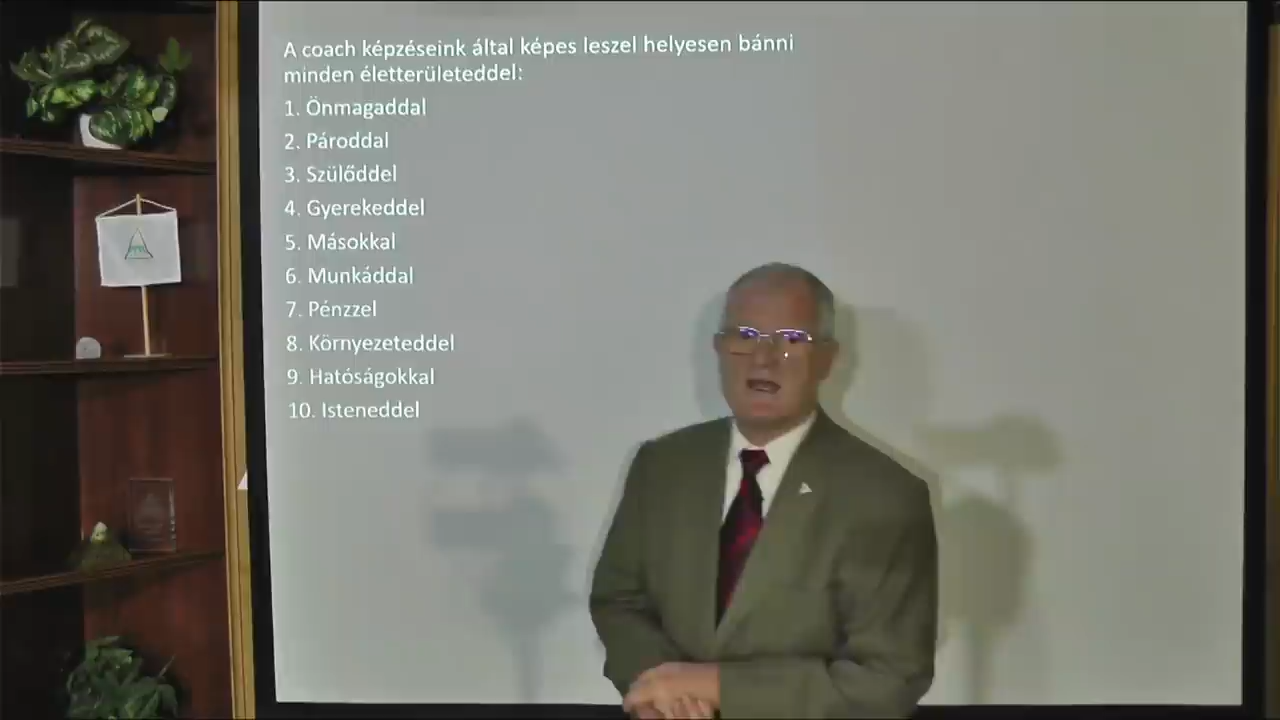 A coach képzéseink által képes leszel helyesen bánni
minden életterületeddel:
1. Önmagaddal
2. Pároddal
3. Szülőddel
4. Gyerekeddel
5. Másokkal
6. Munkáddal
7. Pénzzel
8. Környezeteddel
9. Hatóságokkal
10. Isteneddel